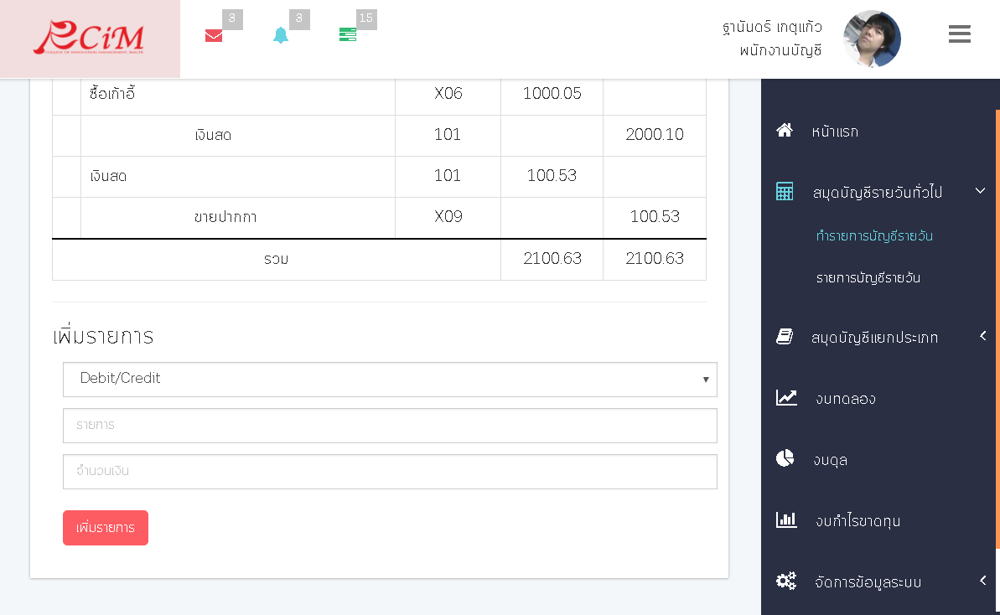 RCiM
COLLEGE OF INNOVATION MANAGEMENT, RMUTR
3
3
15
ฐานันดร์ เกตุแก้ว
พนักงานบัญชี
ซื้อเก้าอี้ X06 1000.05
เงินสด 101 2000.10
เงินสด 101 100.53
ขายปากกา X09 100.53
รวม 2100.63 2100.63
เพิ่มรายการ
Debit/Credit
รายการ
จำนวนเงิน
เพิ่มรายการ
หน้าแรก
สมุดบัญชีรายวันทั่วไป
ทำรายการบัญชีรายวัน
รายการบัญชีรายวัน
สมุดบัญชีแยกประเภท
งบทดลอง
งบดุล
งบกำไรขาดทุน
จัดการข้อมูลระบบ